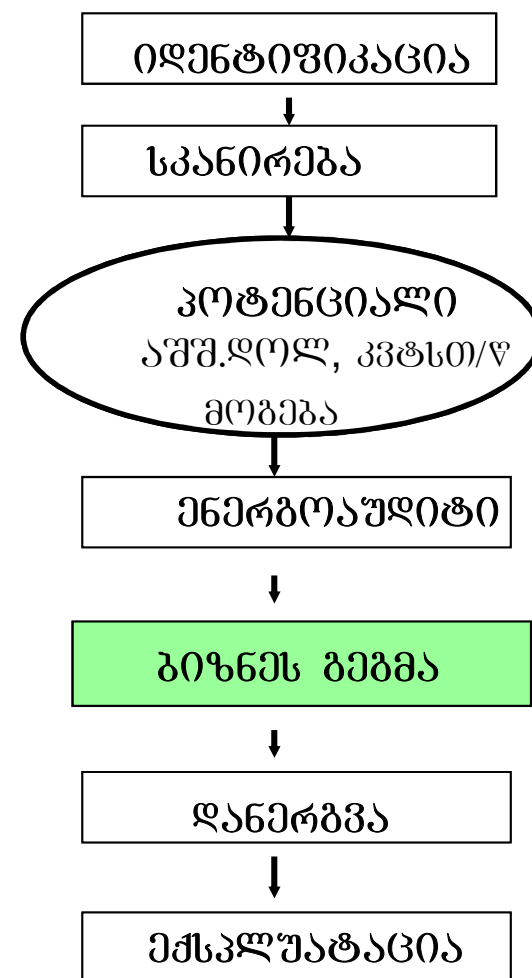 იდენტიფიკაცია
სკანირება
პოტენციალი
აშშ.დოლ, კვტსთ/წ
მოგება
ენერგოაუდიტი
ბიზნეს გეგმა
დანერგვა
ექსპლუატაცია